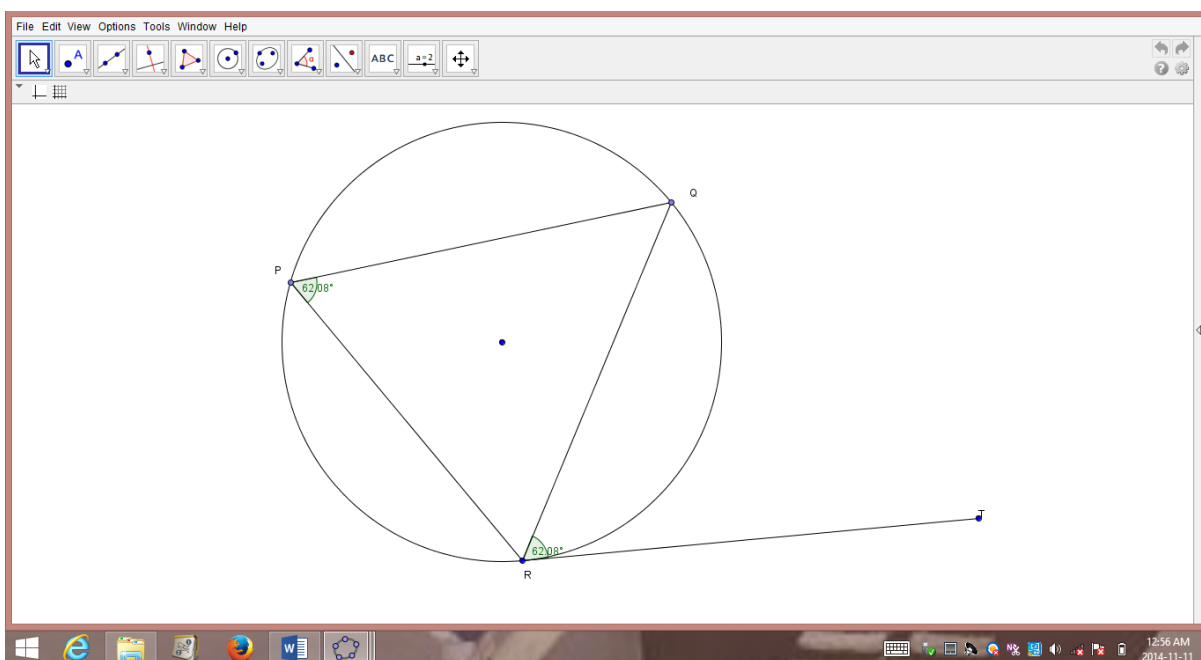 File Edit View Options Tools Window Help
A
α
ABC
a=2
Q
P
62.08°
T
62.08°
R
12:56 AM
2014-11-11